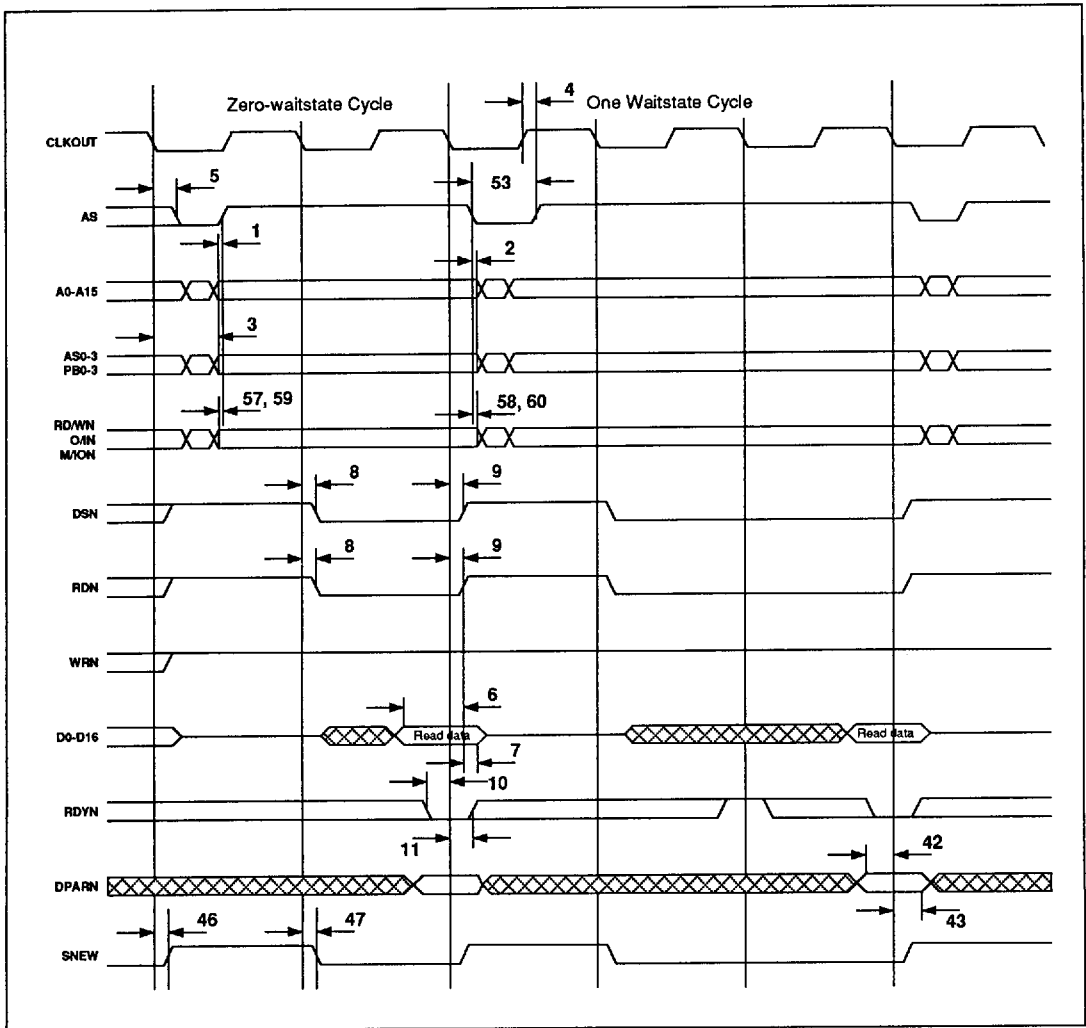 4
Zero-waitstate Cycle
One Waitstate Cycle
CLKOUT
5
53
AS
1
2
A0-A15
3
AS0-3
PB0-3
57, 59
58, 60
RD/WN
O/IN
M/ION
8
9
DSN
8
9
RDN
WRN
6
D0-D16
Read data
Read data
7
10
RDYN
11
42
DPARN
43
46
47
SNEW